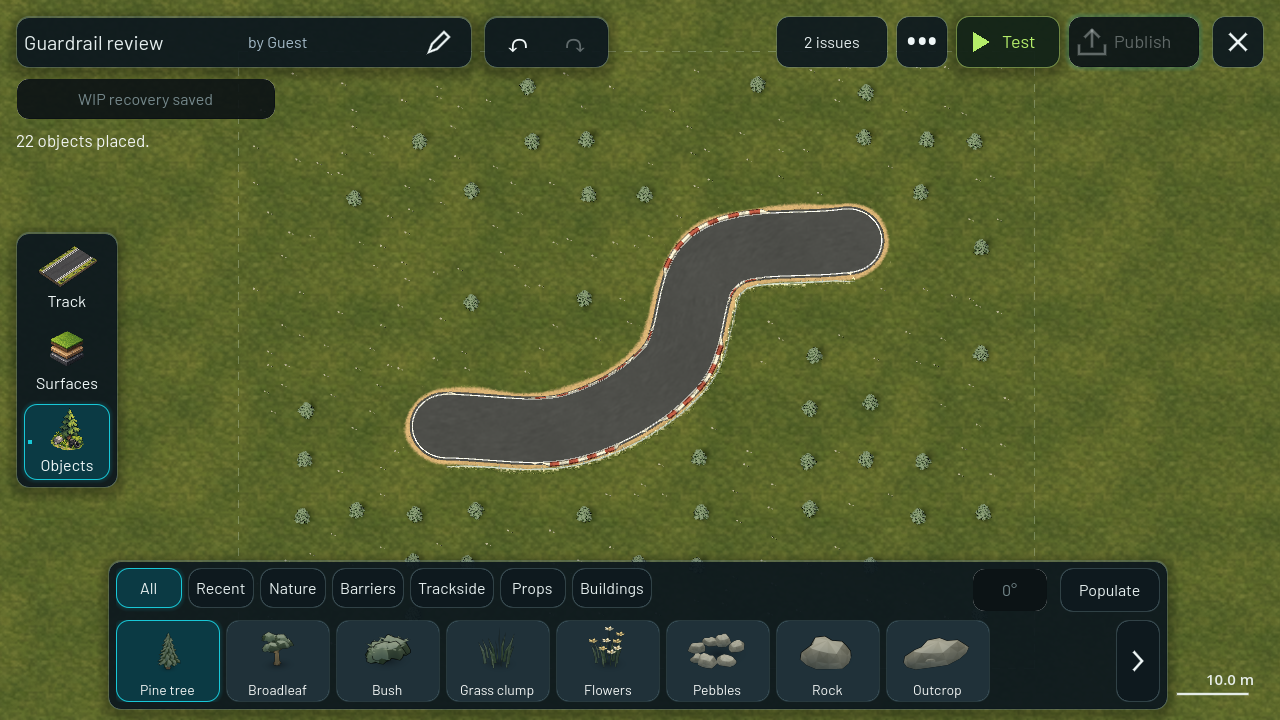 Guardrail review
by Guest
2 issues
Test
Publish
WIP recovery saved
22 objects placed.
Track
Surfaces
Objects
All
Recent
Nature
Barriers
Trackside
Props
Buildings
0°
Populate
Pine tree
Broadleaf
Bush
Grass clump
Flowers
Pebbles
Rock
Outcrop
10.0 m